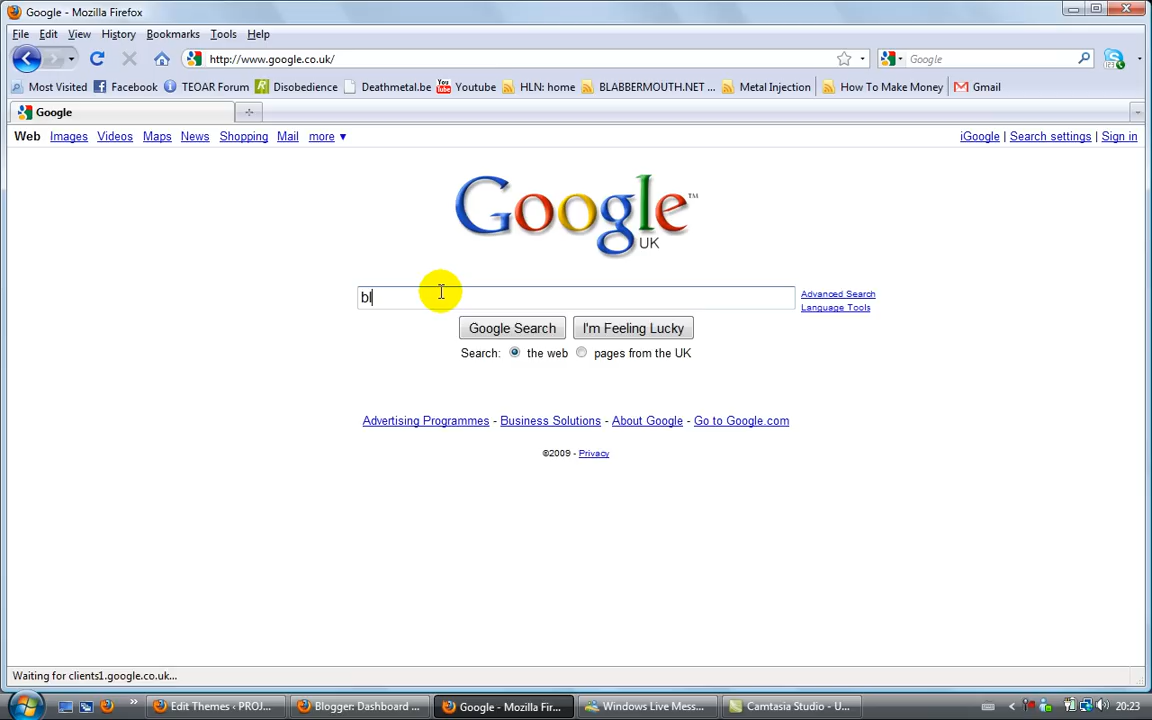 Google - Mozilla Firefox
File Edit View History Bookmarks Tools Help
http://www.google.co.uk/ Google
Most Visited Facebook TEOAR Forum Disobedience Deathmetal.be Youtube HLN: home BLABBERMOUTH.NET ... Metal Injection How To Make Money Gmail
Google
Web Images Videos Maps News Shopping Mail more ▼ iGoogle | Search settings | Sign in
Google™
UK
bl
Advanced Search
Language Tools
Google Search I'm Feeling Lucky
Search: the web pages from the UK
Advertising Programmes - Business Solutions - About Google - Go to Google.com
©2009 - Privacy
Waiting for clients1.google.co.uk...
Edit Themes ‹ PROJ... Blogger: Dashboard ... Google - Mozilla Fir... Windows Live Mess... Camtasia Studio - U... 20:23